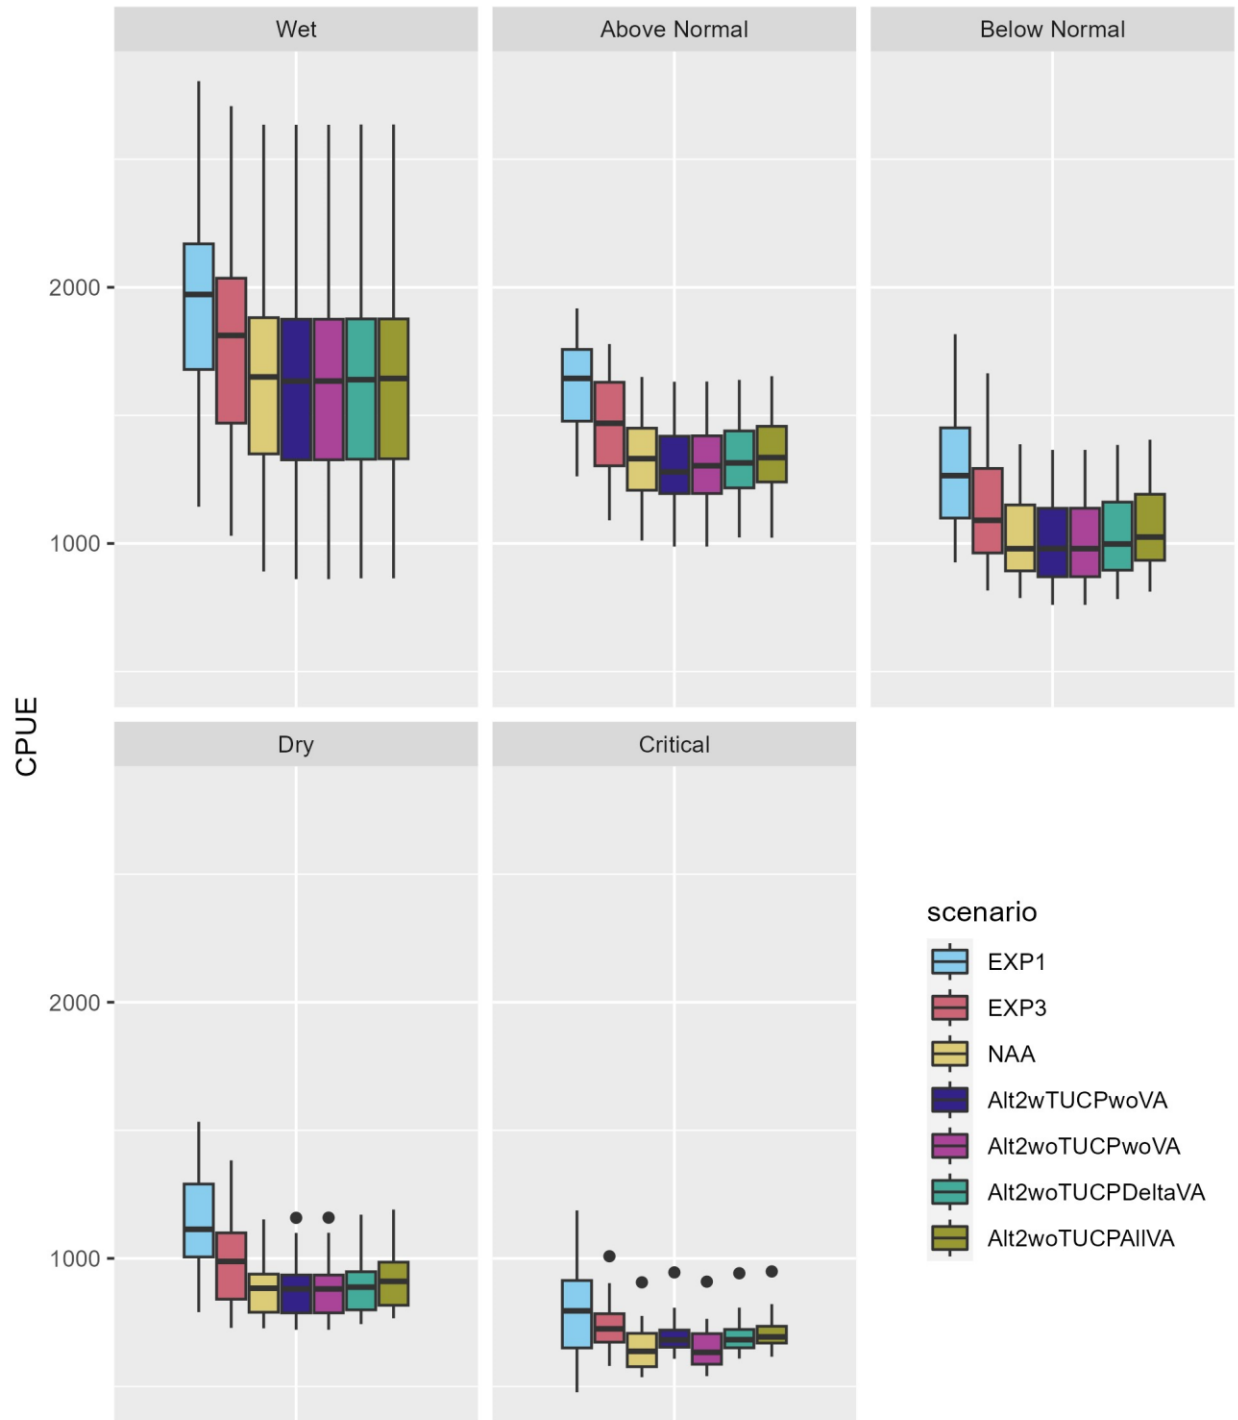 Wet
Above Normal
Below Normal
2000
1000
CPUE
Dry
Critical
2000
1000
scenario
EXP1
EXP3
NAA
Alt2wTUCPwoVA
Alt2woTUCPwoVA
Alt2woTUCPDeltaVA
Alt2woTUCPAllVA